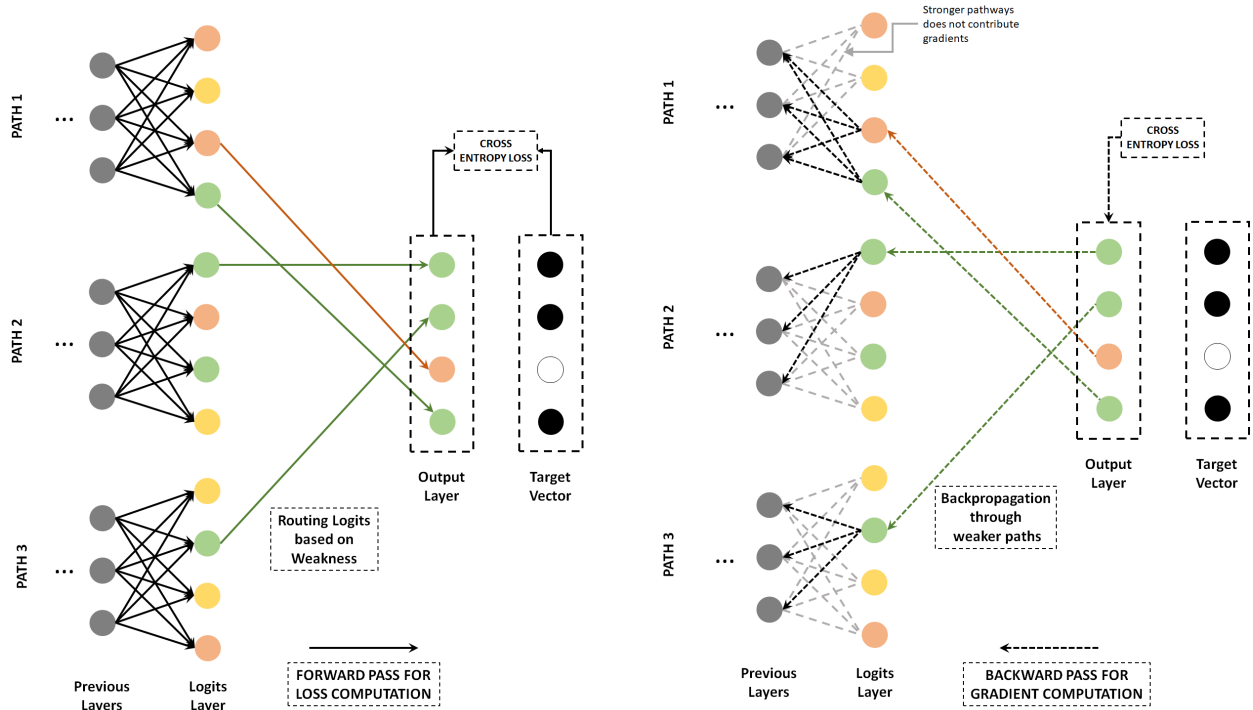 PATH 1
...
CROSS
ENTROPY LOSS
PATH 2
...
Output
Layer
Target
Vector
PATH 3
...
Routing Logits
based on
Weakness
Previous
Layers
Logits
Layer
FORWARD PASS FOR
LOSS COMPUTATION
Stronger pathways
does not contribute
gradients
PATH 1
...
CROSS
ENTROPY LOSS
PATH 2
...
Output
Layer
Target
Vector
PATH 3
...
Backpropagation
through
weaker paths
Previous
Layers
Logits
Layer
BACKWARD PASS FOR
GRADIENT COMPUTATION